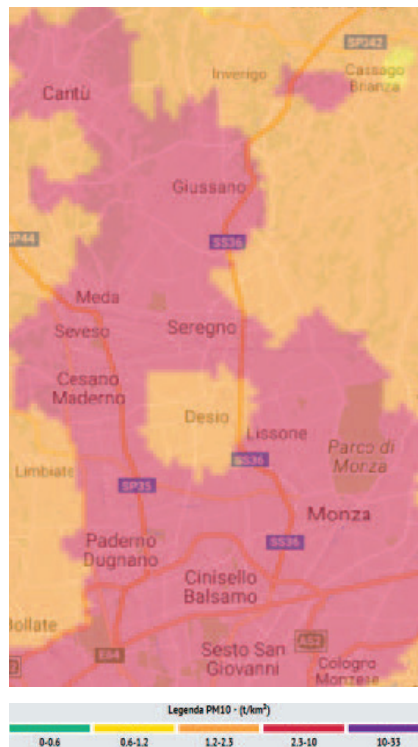 SP342
Inverigo
Cassago
Brianza
Cantù
Giussano
SS36
SP44
Meda
Seveso
Seregno
Cesano
Maderno
Desio
Lissone
Parco di
Monza
Limbiate
SS36
SP35
Monza
Paderno
Dugnano
SS36
Cinisello
Balsamo
Bollate
Sesto San
Giovanni
A52
E64
Cologno
Monzese
Legenda PM10 - (t/km²)
0-0.6
0.6-1.2
1.2-2.3
2.3-10
10-33